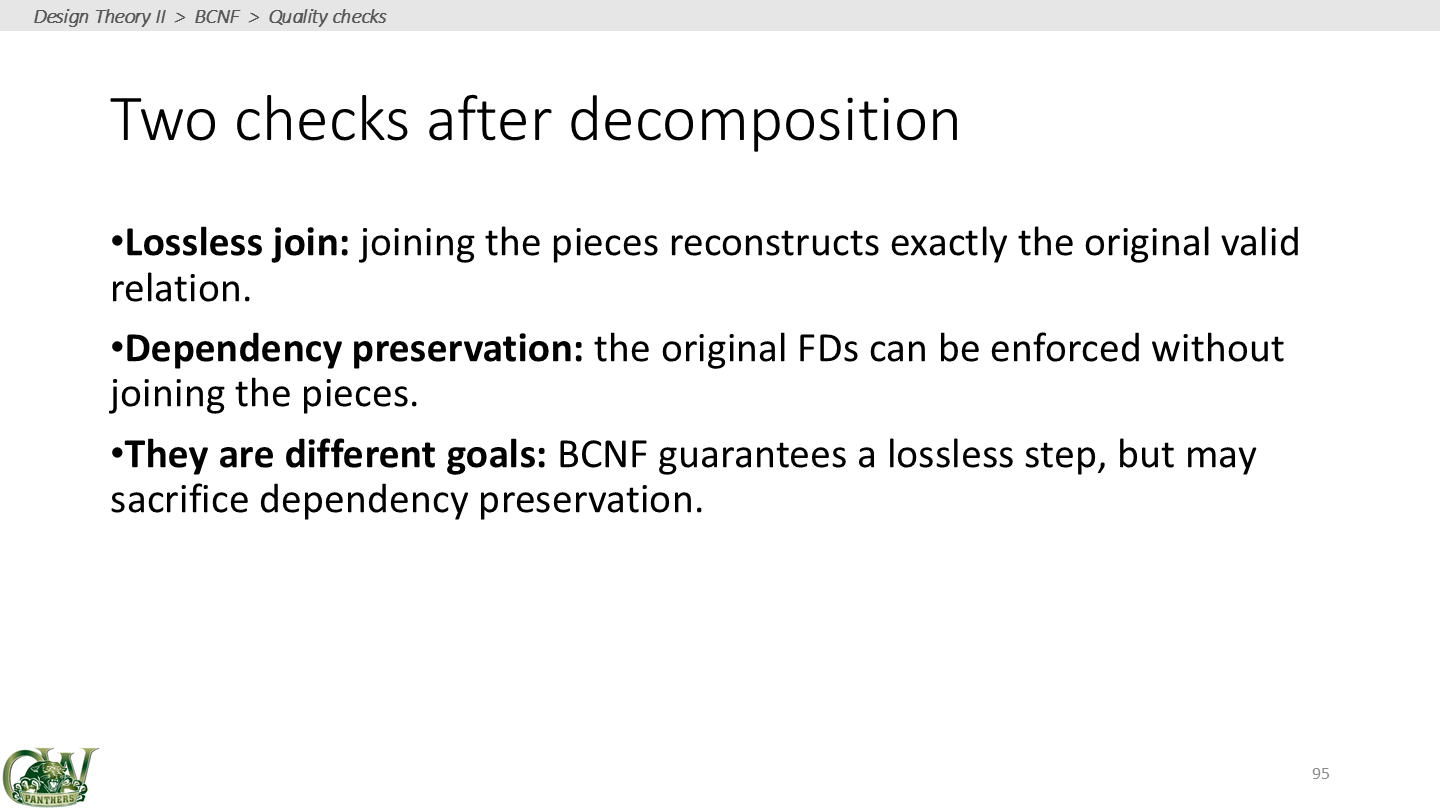 Design Theory II > BCNF > Quality checks
Two checks after decomposition
•Lossless join: joining the pieces reconstructs exactly the original valid
relation.
•Dependency preservation: the original FDs can be enforced without
joining the pieces.
•They are different goals: BCNF guarantees a lossless step, but may
sacrifice dependency preservation.
OW
PANTHERS
95